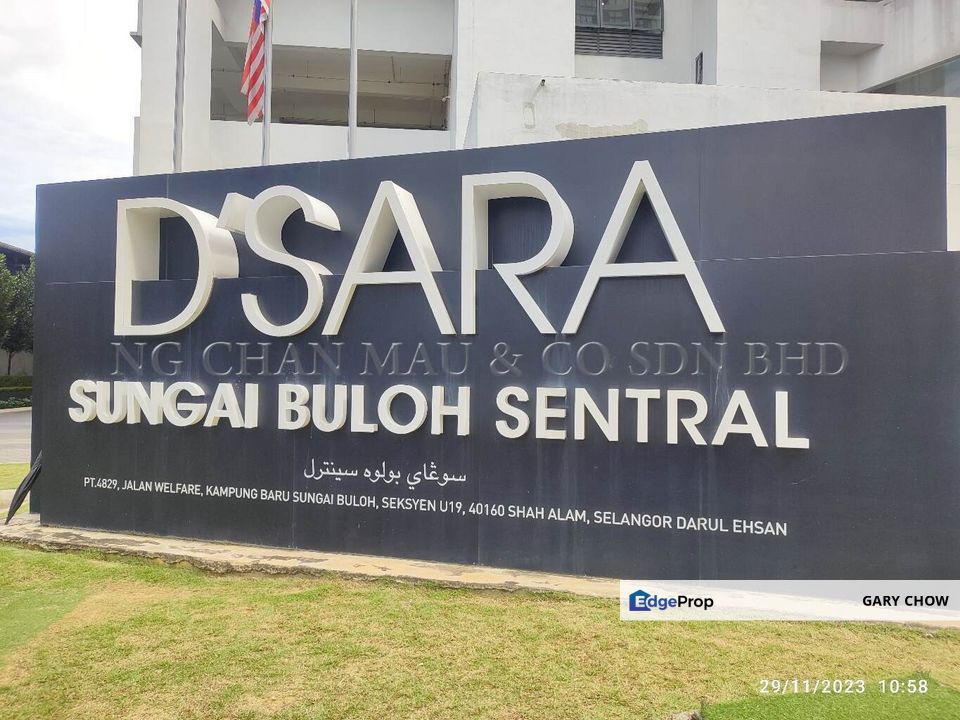 D'SARA
NG CHAN MAU & CO SDN BHD
SUNGAI BULOH SENTRAL
سوڠاي بولوه سينترل
PT.4829, JALAN WELFARE, KAMPUNG BARU SUNGAI BULOH, SEKSYEN U19, 40160 SHAH ALAM, SELANGOR DARUL EHSAN
EdgeProp
GARY CHOW
29/11/2023 10:58